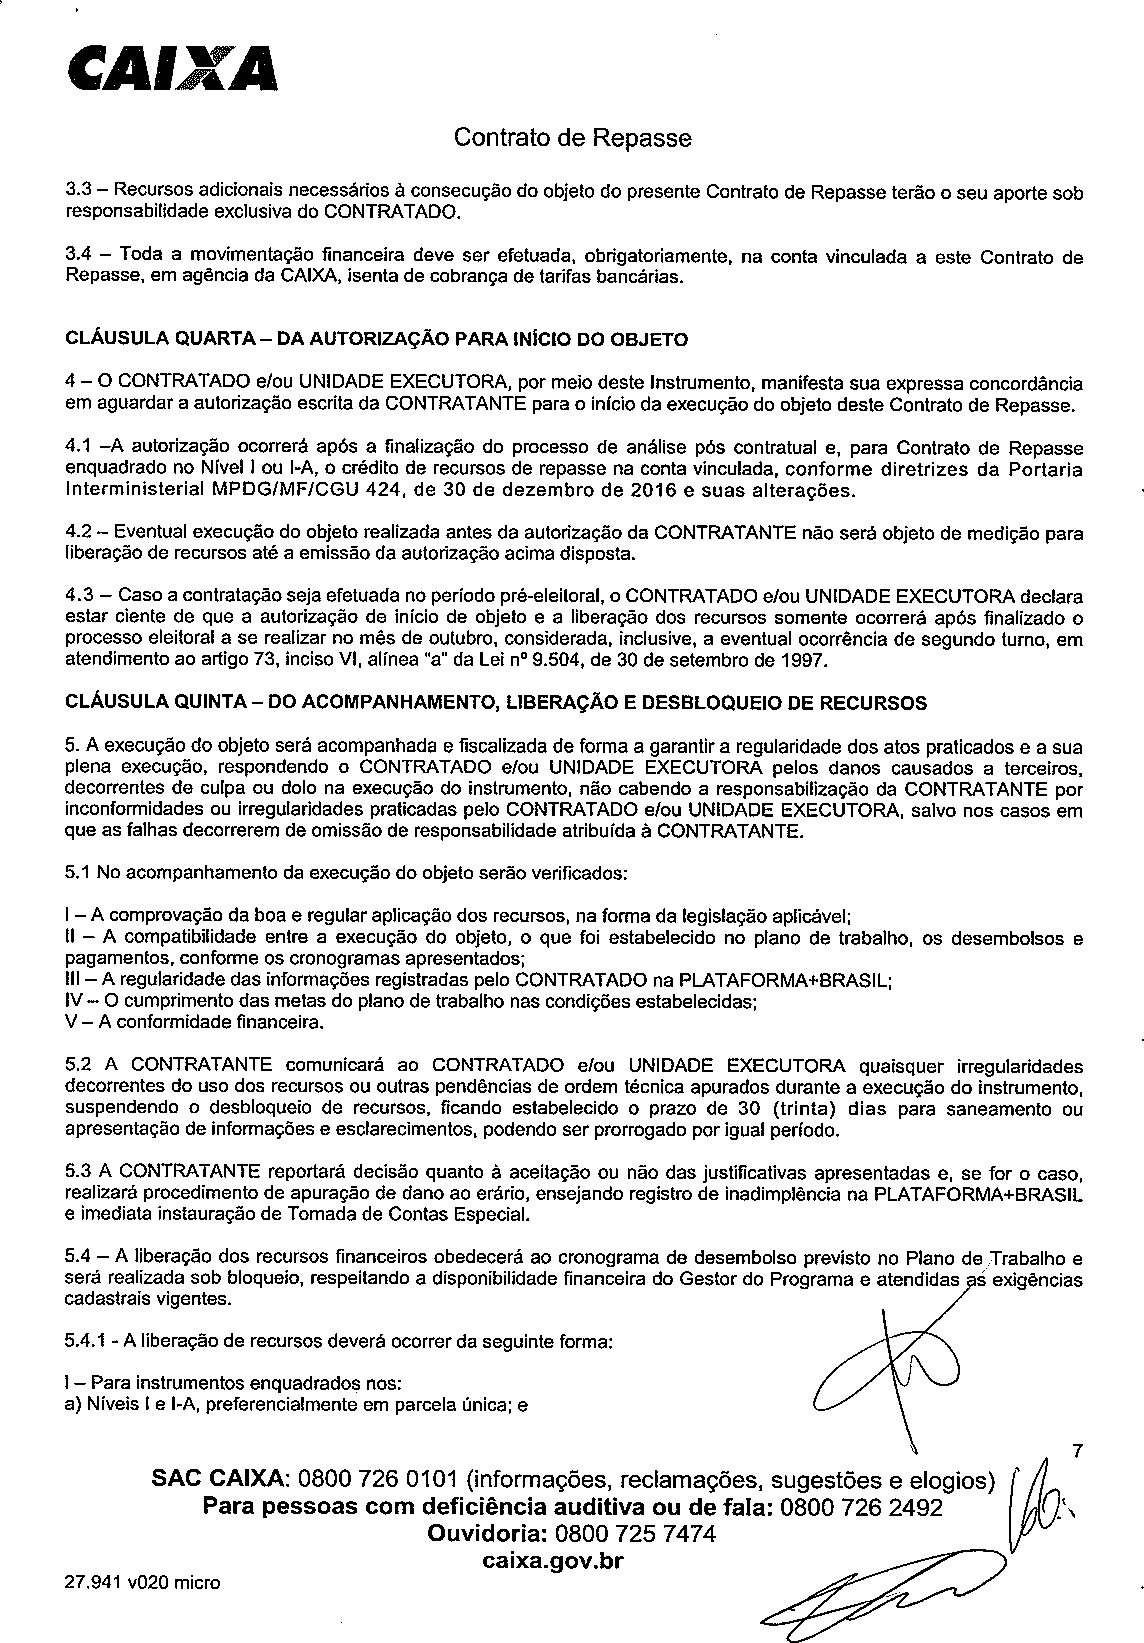 CAIXA
Contrato de Repasse
3.3 – Recursos adicionais necessários à consecução do objeto do presente Contrato de Repasse terão o seu aporte sob
responsabilidade exclusiva do CONTRATADO.
3.4 – Toda a movimentação financeira deve ser efetuada, obrigatoriamente, na conta vinculada a este Contrato de
Repasse, em agência da CAIXA, isenta de cobrança de tarifas bancárias.
CLÁUSULA QUARTA – DA AUTORIZAÇÃO PARA INÍCIO DO OBJETO
4 – O CONTRATADO e/ou UNIDADE EXECUTORA, por meio deste Instrumento, manifesta sua expressa concordância
em aguardar a autorização escrita da CONTRATANTE para o início da execução do objeto deste Contrato de Repasse.
4.1 –A autorização ocorrerá após a finalização do processo de análise pós contratual e, para Contrato de Repasse
enquadrado no Nível I ou I-A, o crédito de recursos de repasse na conta vinculada, conforme diretrizes da Portaria
Interministerial MPDG/MF/CGU 424, de 30 de dezembro de 2016 e suas alterações.
4.2 – Eventual execução do objeto realizada antes da autorização da CONTRATANTE não será objeto de medição para
liberação de recursos até a emissão da autorização acima disposta.
4.3 – Caso a contratação seja efetuada no período pré-eleitoral, o CONTRATADO e/ou UNIDADE EXECUTORA declara
estar ciente de que a autorização de início de objeto e a liberação dos recursos somente ocorrerá após finalizado o
processo eleitoral a se realizar no mês de outubro, considerada, inclusive, a eventual ocorrência de segundo turno, em
atendimento ao artigo 73, inciso VI, alínea "a" da Lei nº 9.504, de 30 de setembro de 1997.
CLÁUSULA QUINTA – DO ACOMPANHAMENTO, LIBERAÇÃO E DESBLOQUEIO DE RECURSOS
5. A execução do objeto será acompanhada e fiscalizada de forma a garantir a regularidade dos atos praticados e a sua
plena execução, respondendo o CONTRATADO e/ou UNIDADE EXECUTORA pelos danos causados a terceiros,
decorrentes de culpa ou dolo na execução do instrumento, não cabendo a responsabilização da CONTRATANTE por
inconformidades ou irregularidades praticadas pelo CONTRATADO e/ou UNIDADE EXECUTORA, salvo nos casos em
que as falhas decorrerem de omissão de responsabilidade atribuída à CONTRATANTE.
5.1 No acompanhamento da execução do objeto serão verificados:
I – A comprovação da boa e regular aplicação dos recursos, na forma da legislação aplicável;
II – A compatibilidade entre a execução do objeto, o que foi estabelecido no plano de trabalho, os desembolsos e
pagamentos, conforme os cronogramas apresentados;
III – A regularidade das informações registradas pelo CONTRATADO na PLATAFORMA+BRASIL;
IV – O cumprimento das metas do plano de trabalho nas condições estabelecidas;
V – A conformidade financeira.
5.2 A CONTRATANTE comunicará ao CONTRATADO e/ou UNIDADE EXECUTORA quaisquer irregularidades
decorrentes do uso dos recursos ou outras pendências de ordem técnica apurados durante a execução do instrumento,
suspendendo o desbloqueio de recursos, ficando estabelecido o prazo de 30 (trinta) dias para saneamento ou
apresentação de informações e esclarecimentos, podendo ser prorrogado por igual período.
5.3 A CONTRATANTE reportará decisão quanto à aceitação ou não das justificativas apresentadas e, se for o caso,
realizará procedimento de apuração de dano ao erário, ensejando registro de inadimplência na PLATAFORMA+BRASIL
e imediata instauração de Tomada de Contas Especial.
5.4 – A liberação dos recursos financeiros obedecerá ao cronograma de desembolso previsto no Plano de Trabalho e
será realizada sob bloqueio, respeitando a disponibilidade financeira do Gestor do Programa e atendidas as exigências
cadastrais vigentes.
5.4.1 - A liberação de recursos deverá ocorrer da seguinte forma:
I – Para instrumentos enquadrados nos:
a) Níveis I e I-A, preferencialmente em parcela única; e
7
SAC CAIXA: 0800 726 0101 (informações, reclamações, sugestões e elogios)
Para pessoas com deficiência auditiva ou de fala: 0800 726 2492
Ouvidoria: 0800 725 7474
caixa.gov.br
27.941 v020 micro